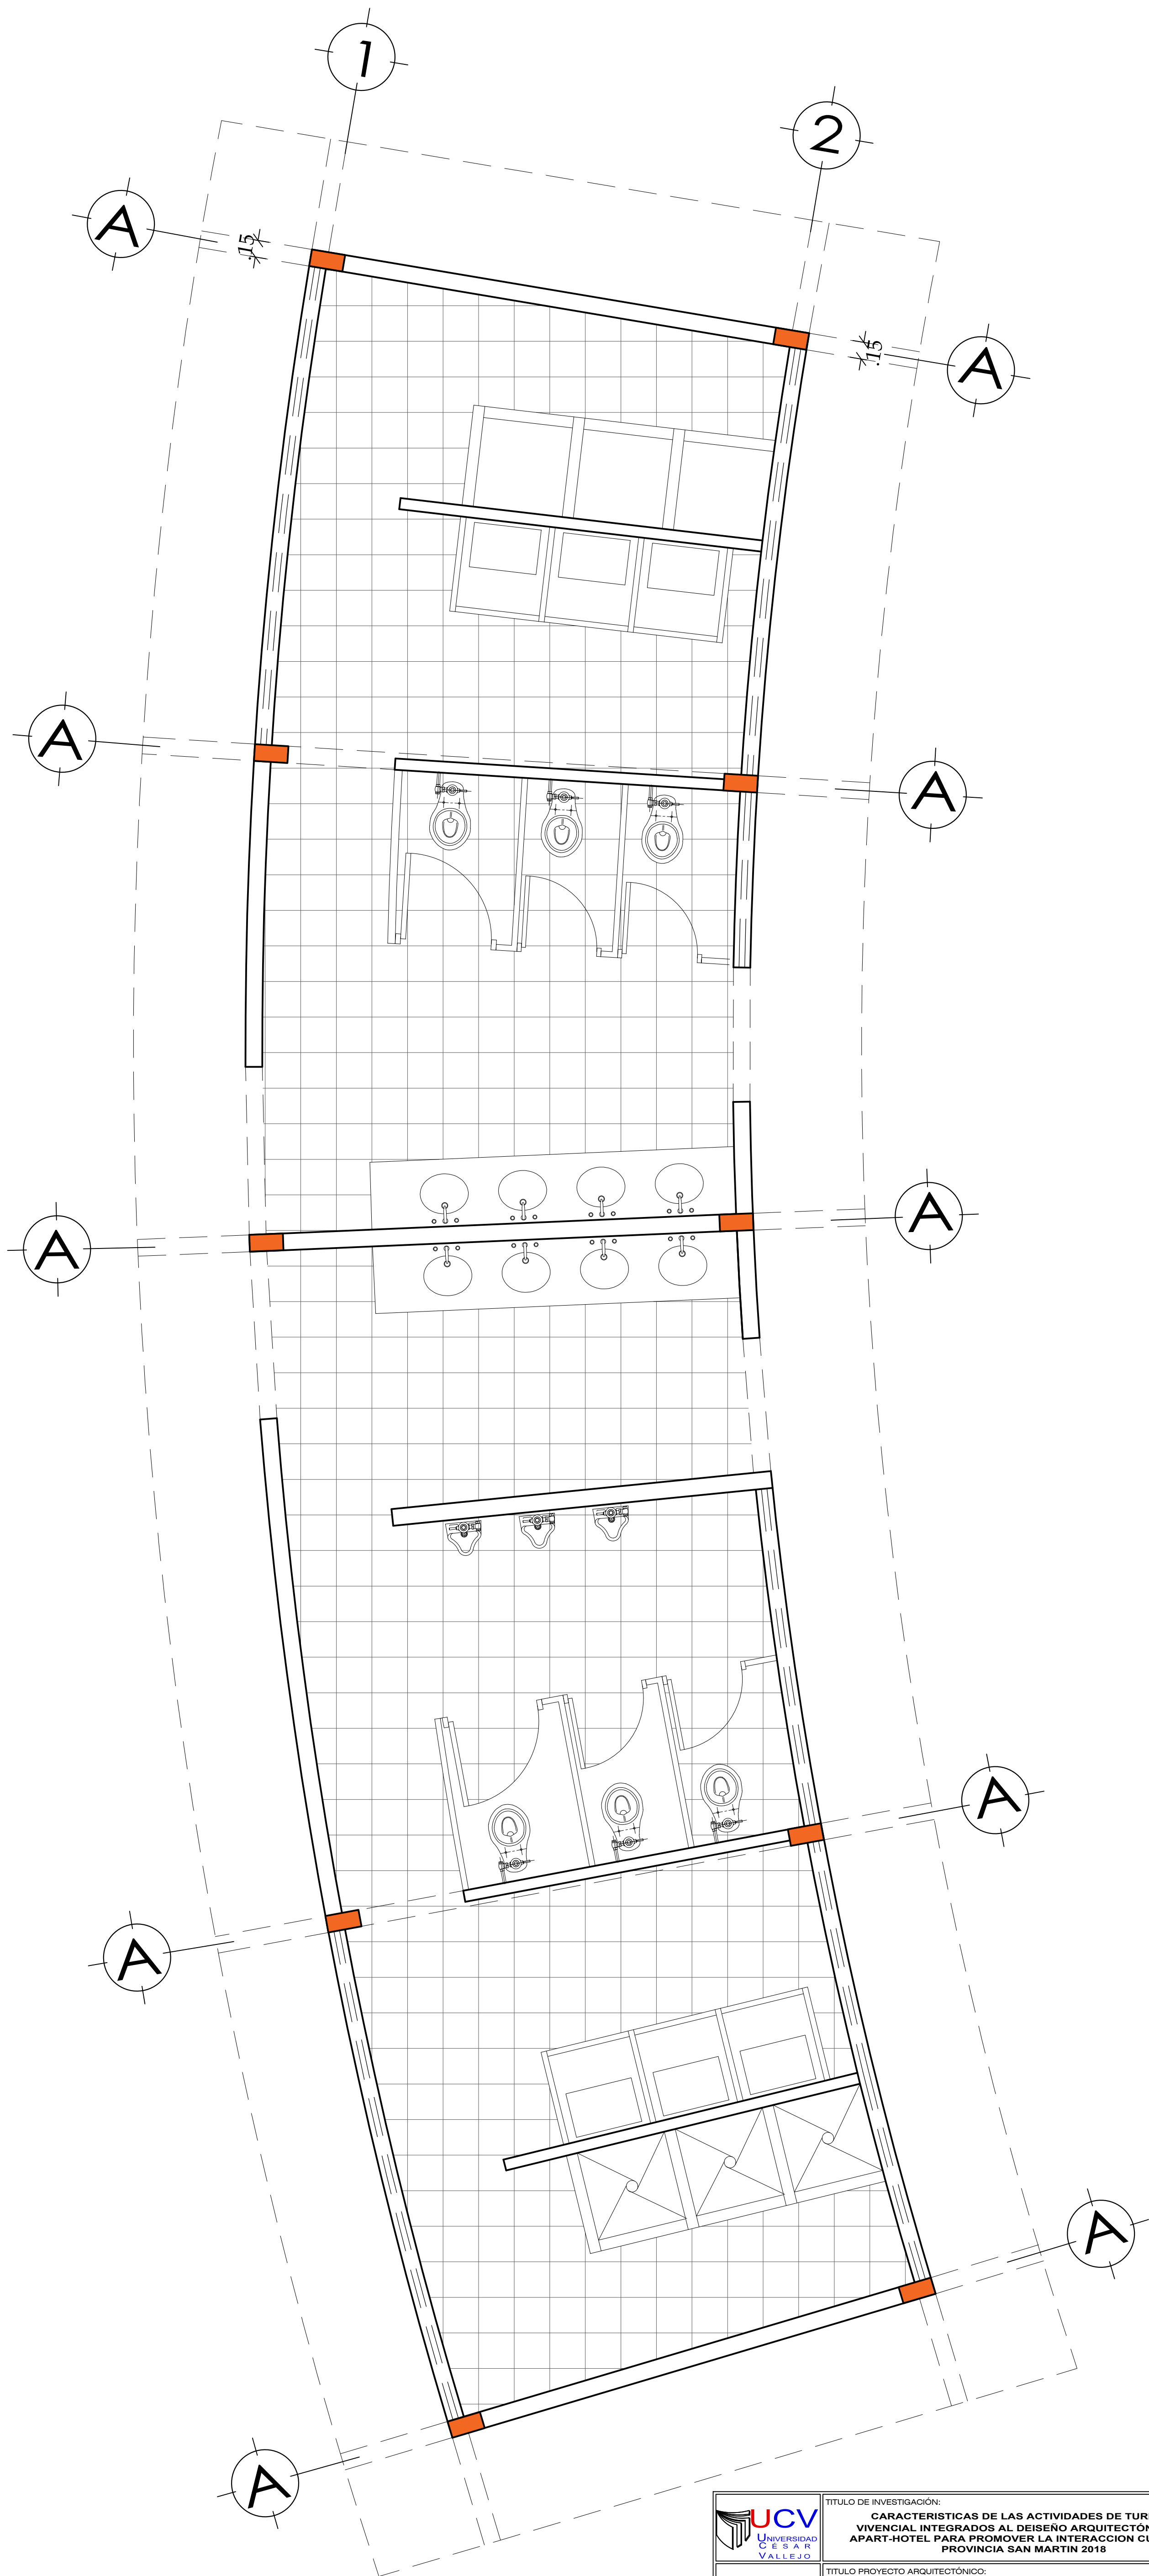 1
2
A
.15
.15
A
A
A
A
A
A
A
A
A
UCV
UNIVERSIDAD
CÉSAR
VALLEJO
TITULO DE INVESTIGACIÓN:
CARACTERISTICAS DE LAS ACTIVIDADES DE TUR
VIVENCIAL INTEGRADOS AL DEISEÑO ARQUITECTÓN
APART-HOTEL PARA PROMOVER LA INTERACCION CU
PROVINCIA SAN MARTIN 2018
TITULO PROYECTO ARQUITECTÓNICO: